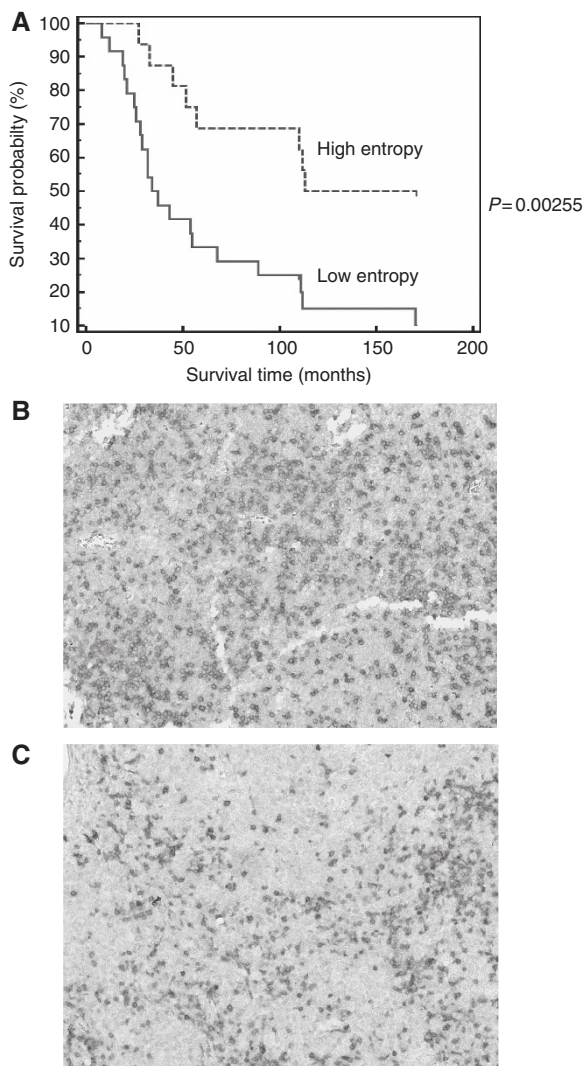 A
100
90
80
70
60
50
40
30
20
10
Survival probabilty (%)
High entropy
Low entropy
P=0.00255
0 50 100 150 200
Survival time (months)
B
C